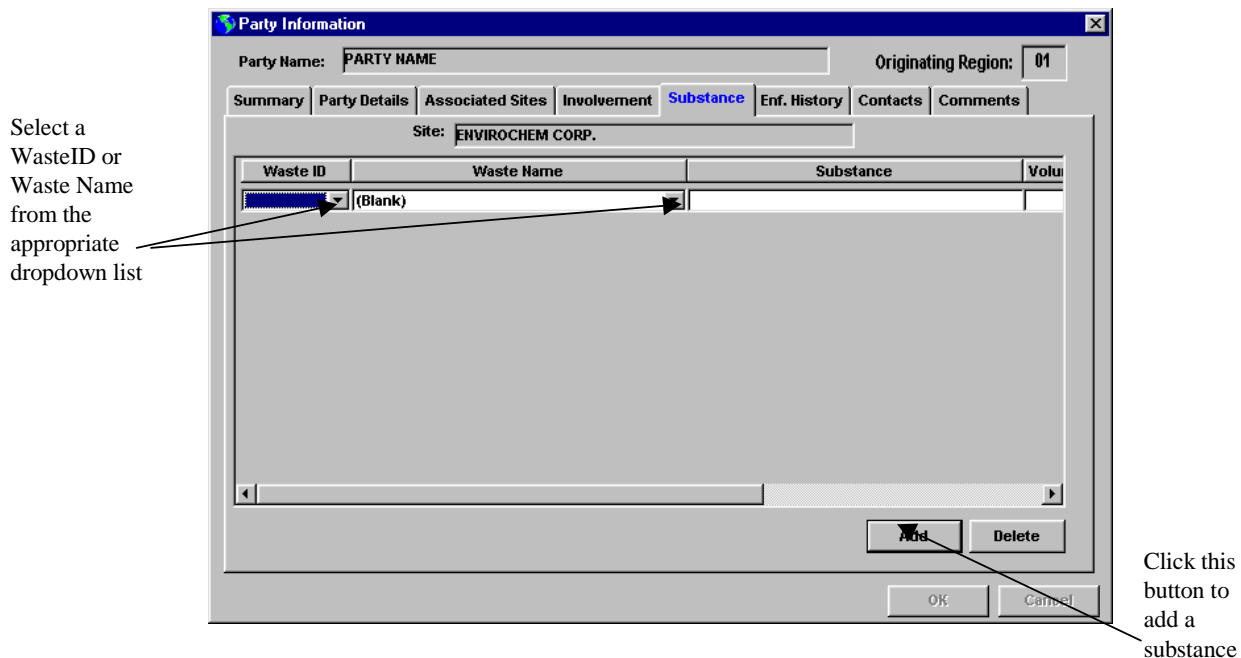 Party Information
Party Name: PARTY NAME Originating Region: 01
Summary Party Details Associated Sites Involvement Substance Enf. History Contacts Comments
Site: ENVIROCHEM CORP.
Waste ID Waste Name Substance Volu
(Blank)
Add Delete
OK Cancel
Select a
WasteID or
Waste Name
from the
appropriate
dropdown list
Click this
button to
add a
substance